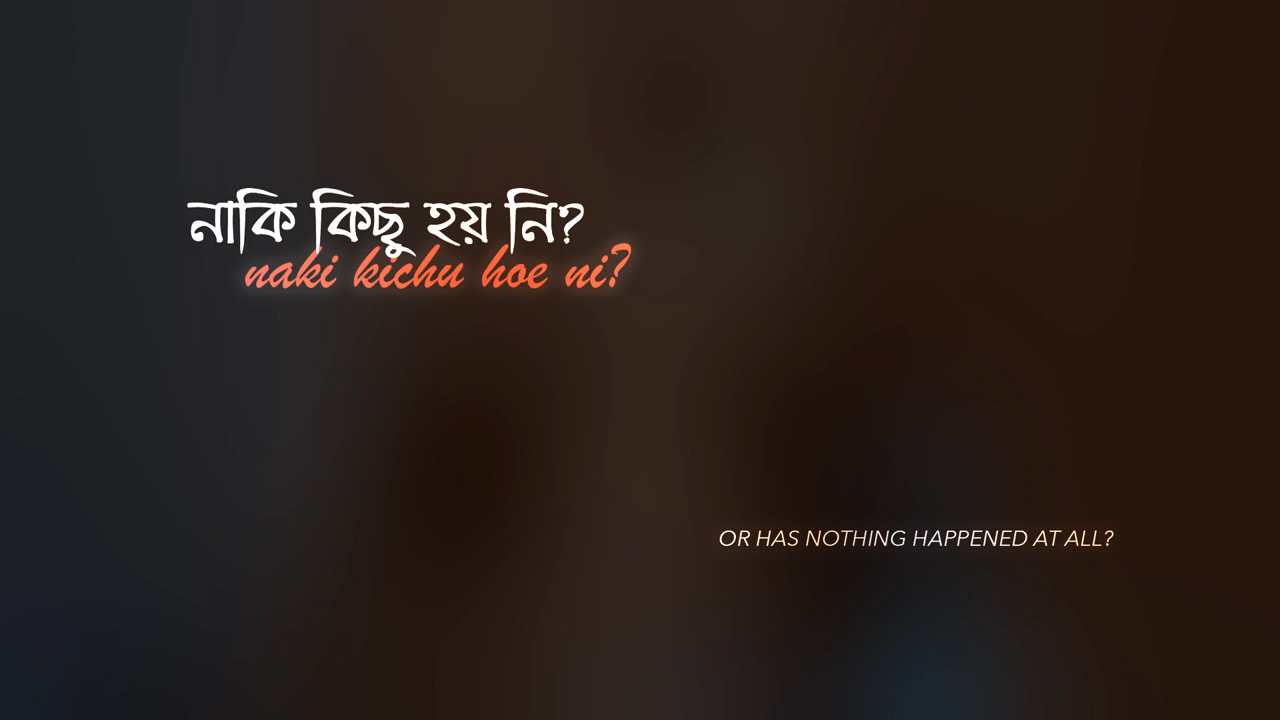 নাকি কিছু হয় নি?
naki kichu hoe ni?
OR HAS NOTHING HAPPENED AT ALL?